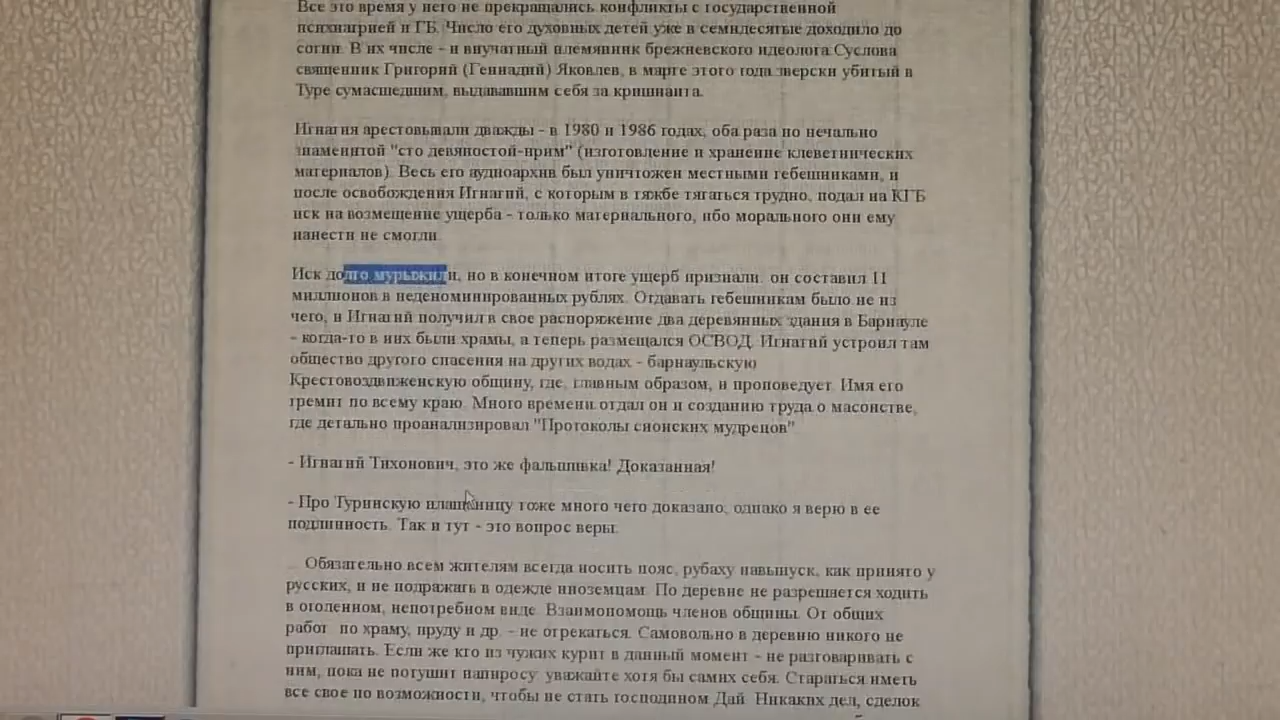 Все это время у него не прекращались конфликты с государственной
психиатрией и ГБ. Число его духовных детей уже в семидесятые доходило до
сотни. В их числе - и внучатый племянник брежневского идеолога Суслова
священник Григорий (Геннадий) Яковлев, в марте этого года зверски убитый в
Туре сумасшедшим, выдававшим себя за кришнаита.
Игнатия арестовывали дважды - в 1980 и 1986 годах, оба раза по печально
знаменитой "сто девяностой-прим" (изготовление и хранение клеветнических
материалов). Весь его аудиоархив был уничтожен местными гебешниками, и
после освобождения Игнатий, с которым в тяжбе тягаться трудно, подал на КГБ
иск на возмещение ущерба - только материального, ибо морального они ему
нанести не смогли.
Иск долго мурыжили, но в конечном итоге ущерб признали: он составил 11
миллионов в неденоминированных рублях. Отдавать гебешникам было не из
чего, и Игнатий получил в свое распоряжение два деревянных здания в Барнауле
- когда-то в них были храмы, а теперь размещался ОСВОД. Игнатий устроил там
общество другого спасения на других водах - барнаульскую
Крестовоздвиженскую общину, где, главным образом, и проповедует. Имя его
гремит по всему краю. Много времени отдал он и созданию труда о масонстве,
где детально проанализировал "Протоколы сионских мудрецов"
- Игнатий Тихонович, это же фальшивка! Доказанная!
- Про Туринскую плащаницу тоже много чего доказано, однако я верю в ее
подлинность. Так и тут - это вопрос веры.
Обязательно всем жителям всегда носить пояс, рубаху навыпуск, как принято у
русских, и не подражать в одежде иноземцам. По деревне не разрешается ходить
в оголенном, непотребном виде. Взаимопомощь членов общины. От общих
работ по храму, пруду и др. - не отрекаться. Самовольно в деревню никого не
приглашать. Если же кто из чужих курит в данный момент - не разговаривать с
ним, пока не потушит папиросу: уважайте хотя бы самих себя. Стараться иметь
все свое по возможности, чтобы не стать господином Дай. Никаких дел, сделок